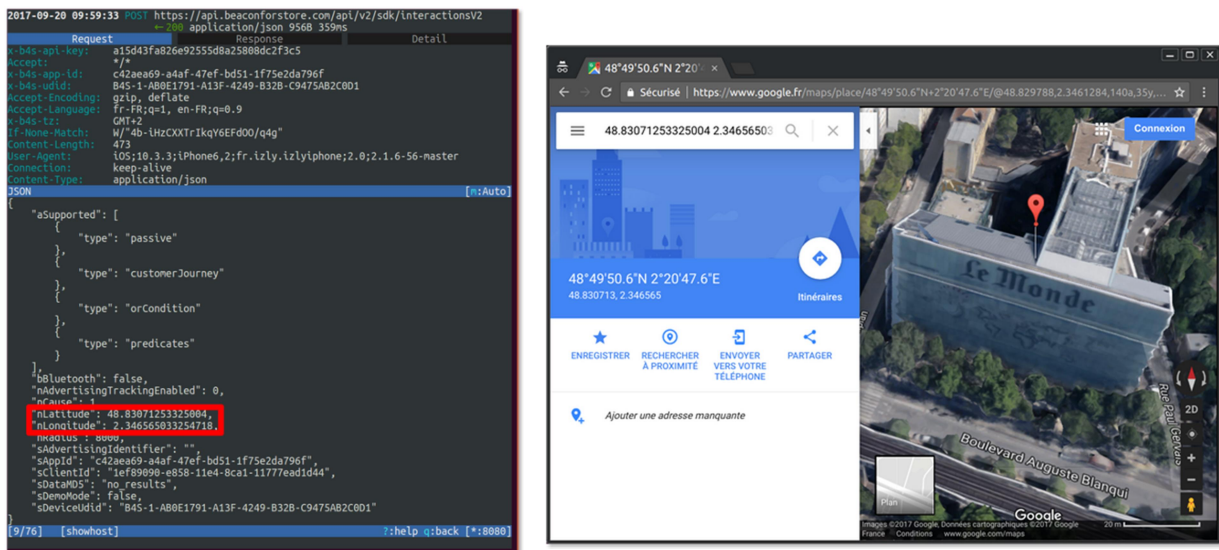 2017-09-20 09:59:33 POST https://api.beaconforstore.com/api/v2/sdk/interactionsV2
←200 application/json 956B 359ms
Request Response Detail
x-b4s-api-key: a15d43fa826e92555d8a25808dc2f3c5
Accept: */*
x-b4s-app-id: c42aea69-a4af-47ef-bd51-1f75e2da796f
x-b4s-udid: B4S-1-AB0E1791-A13F-4249-B32B-C9475AB2C0D1
Accept-Encoding: gzip, deflate
Accept-Language: fr-FR;q=1, en-FR;q=0.9
x-b4s-tz: GMT+2
If-None-Match: W/"4b-iHzCXXTrIkqY6EFdOO/q4g"
Content-Length: 473
User-Agent: iOS;10.3.3;iPhone6,2;fr.izly.izlyiphone;2.0;2.1.6-56-master
Connection: keep-alive
Content-Type: application/json
JSON [m:Auto]
{
"aSupported": [
{
"type": "passive"
},
{
"type": "customerJourney"
},
{
"type": "orCondition"
},
{
"type": "predicates"
}
],
"bBluetooth": false,
"nAdvertisingTrackingEnabled": 0,
"nCause": 1,
"nLatitude": 48.83071253325004,
"nLongitude": 2.346565033254718,
"nRadius": 8000,
"sAdvertisingIdentifier": "",
"sAppId": "c42aea69-a4af-47ef-bd51-1f75e2da796f",
"sClientId": "1ef89090-e858-11e4-8ca1-11777ead1d44",
"sDataMD5": "no_results",
"sDemoMode": false,
"sDeviceUdid": "B4S-1-AB0E1791-A13F-4249-B32B-C9475AB2C0D1"
}
[9/76] [showhost] ?:help q:back [*:8080]
48°49'50.6"N 2°20'
Sécurisé | https://www.google.fr/maps/place/48°49'50.6"N+2°20'47.6"E/@48.829788,2.3461284,140a,35y,...
48.83071253325004 2.34656503
Connexion
48°49'50.6"N 2°20'47.6"E
48.830713, 2.346565
Itinéraires
ENREGISTRER
RECHERCHER À PROXIMITÉ
ENVOYER VERS VOTRE TÉLÉPHONE
PARTAGER
Ajouter une adresse manquante
Le Monde
Rue Paul Gervais
2D
Boulevard Auguste Blanqui
Plan
Google
Images ©2017 Google, Données cartographiques ©2017 Google 20 m
France Conditions www.google.com/maps